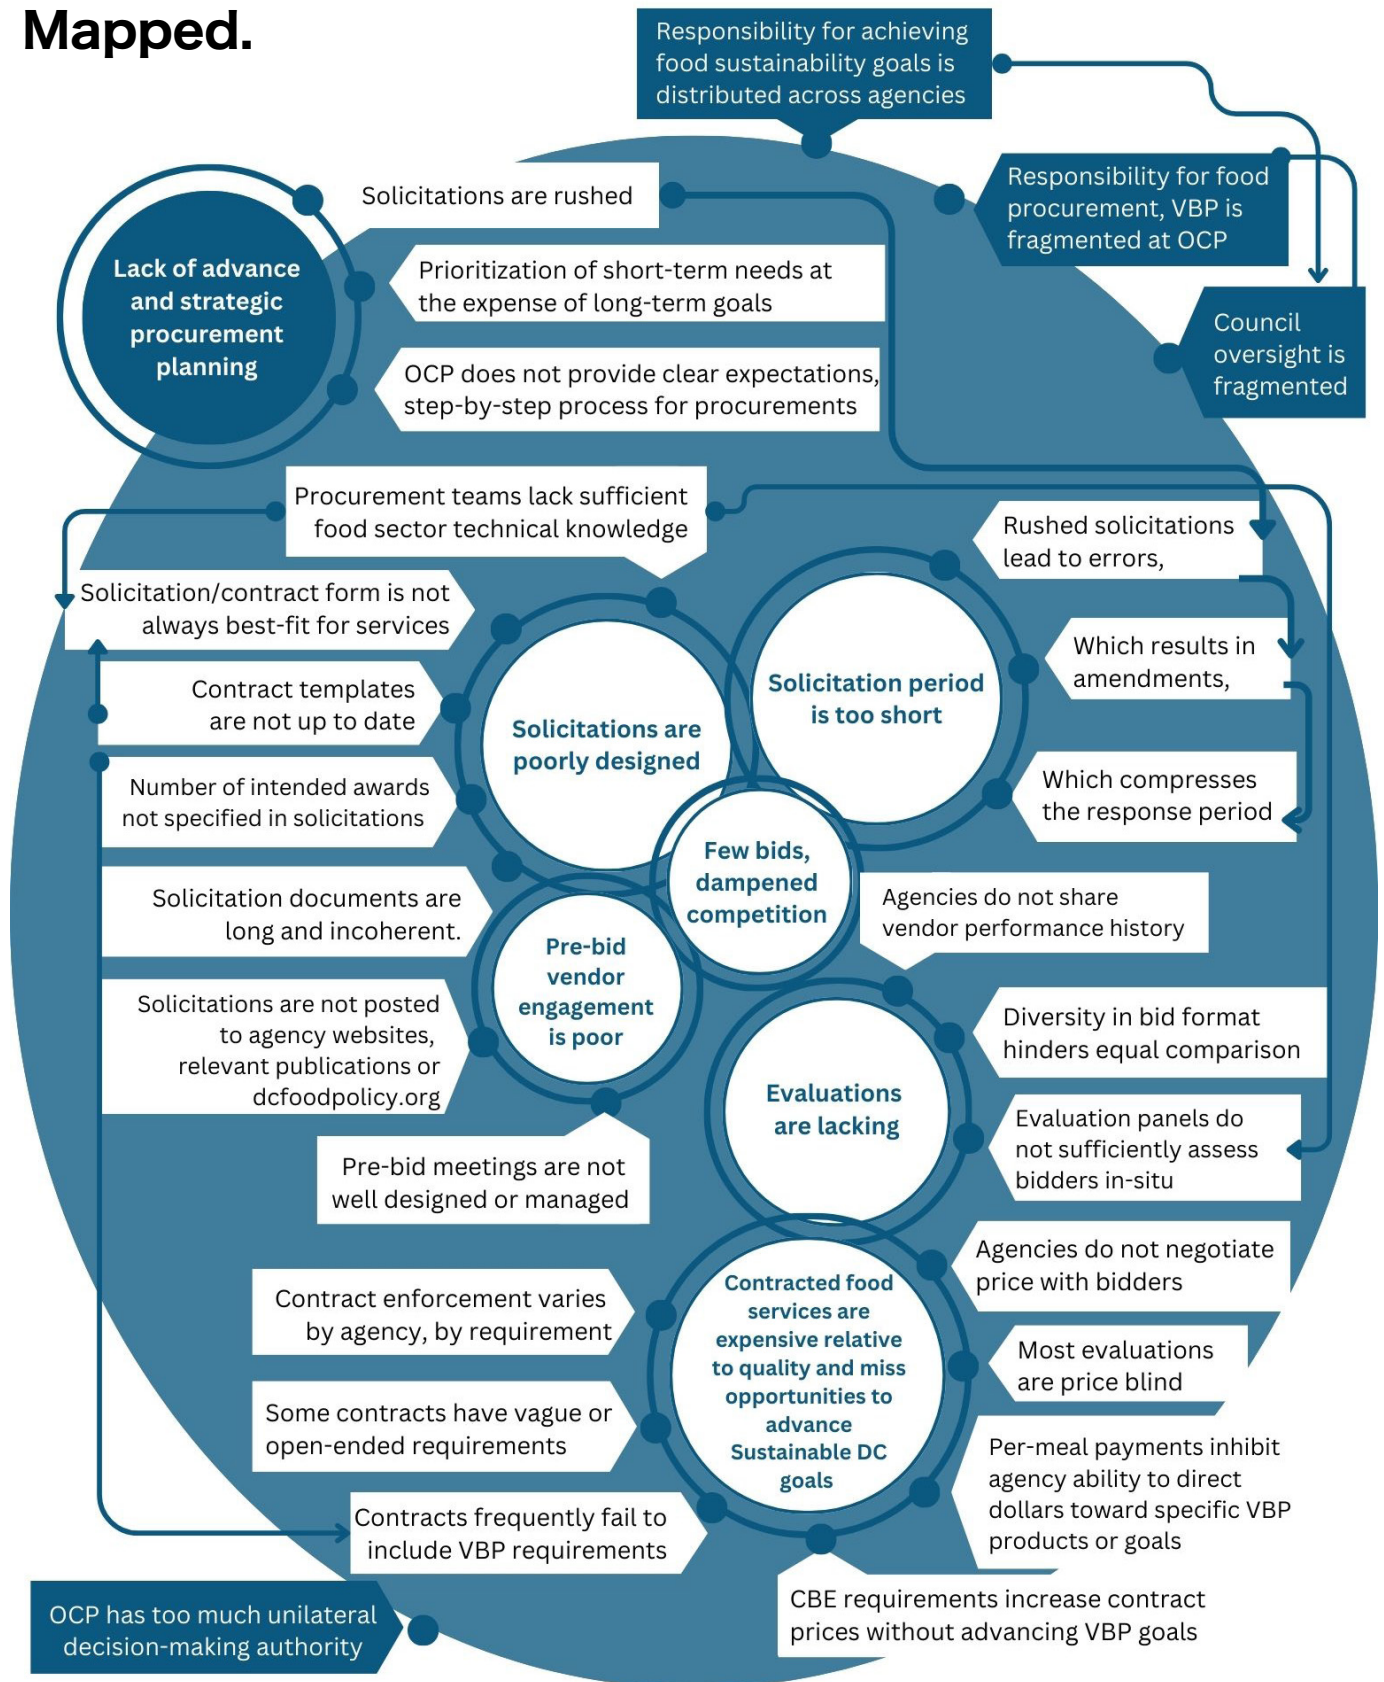 Mapped.
Responsibility for achieving
food sustainability goals is
distributed across agencies
Responsibility for food
procurement, VBP is
fragmented at OCP
Council
oversight is
fragmented
Lack of advance
and strategic
procurement
planning
Solicitations are rushed
Prioritization of short-term needs at
the expense of long-term goals
OCP does not provide clear expectations,
step-by-step process for procurements
Procurement teams lack sufficient
food sector technical knowledge
Solicitation/contract form is not
always best-fit for services
Contract templates
are not up to date
Number of intended awards
not specified in solicitations
Solicitation documents are
long and incoherent.
Solicitations are poorly designed
Solicitation period
is too short
Rushed solicitations
lead to errors,
Which results in
amendments,
Which compresses
the response period
Few bids,
dampened
competition
Pre-bid
vendor
engagement
is poor
Solicitations are not posted
to agency websites,
relevant publications or
dcfoodpolicy.org
Pre-bid meetings are not
well designed or managed
Agencies do not share
vendor performance history
Diversity in bid format
hinders equal comparison
Evaluation panels do
not sufficiently assess
bidders in-situ
Evaluations
are lacking
Agencies do not negotiate
price with bidders
Most evaluations
are price blind
Per-meal payments inhibit
agency ability to direct
dollars toward specific VBP
products or goals
Contracted food
services are
expensive relative
to quality and miss
opportunities to
advance
Sustainable DC
goals
Contract enforcement varies
by agency, by requirement
Some contracts have vague or
open-ended requirements
Contracts frequently fail to
include VBP requirements
CBE requirements increase contract
prices without advancing VBP goals
OCP has too much unilateral
decision-making authority